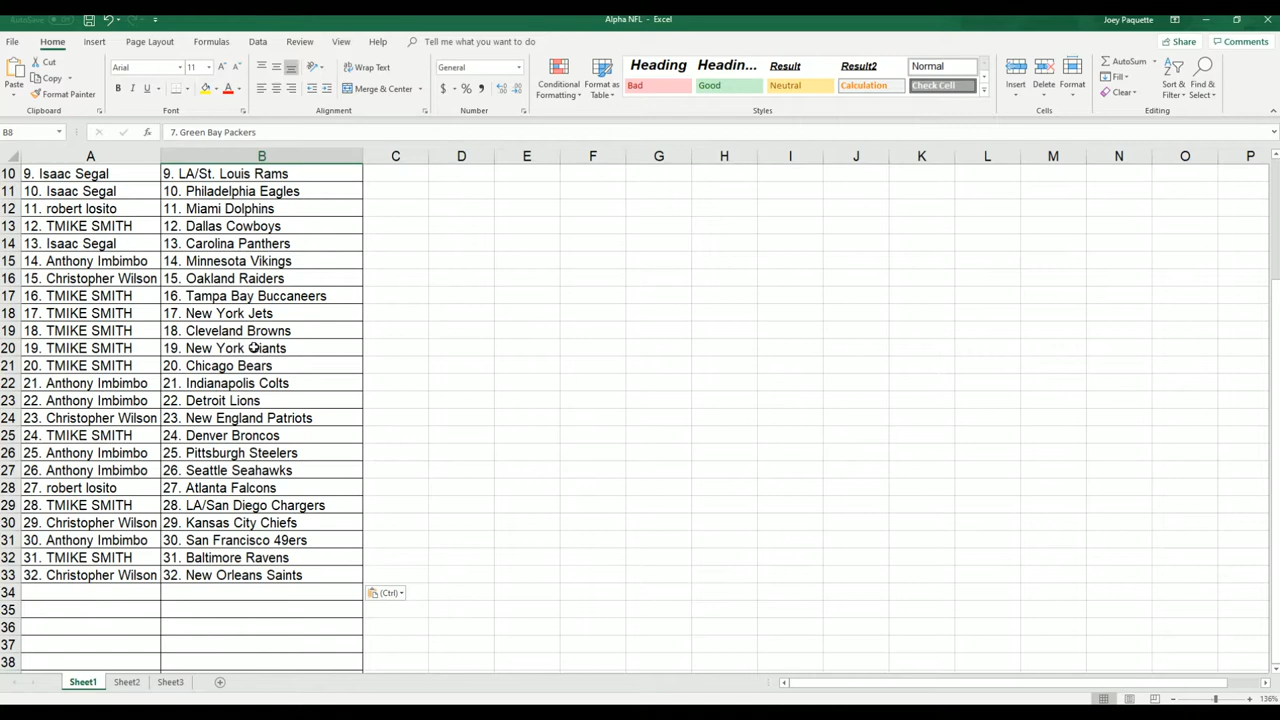 AutoSave Off
Alpha NFL - Excel
Joey Paquette
File Home Insert Page Layout Formulas Data Review View Help Tell me what you want to do
Share Comments
Paste
Cut
Copy
Format Painter
Clipboard
Arial 11
B I U
Font
Wrap Text
Merge & Center
Alignment
General
$ % ,
Number
Conditional Formatting
Format as Table
Heading Headin... Result Result2 Normal
Bad Good Neutral Calculation Check Cell
Styles
Insert Delete Format
Cells
AutoSum
Fill
Clear
Sort & Filter
Find & Select
Editing
B8 fx 7. Green Bay Packers
A B C D E F G H I J K L M N O P
10 9. Isaac Segal 9. LA/St. Louis Rams
11 10. Isaac Segal 10. Philadelphia Eagles
12 11. robert losito 11. Miami Dolphins
13 12. TMIKE SMITH 12. Dallas Cowboys
14 13. Isaac Segal 13. Carolina Panthers
15 14. Anthony Imbimbo 14. Minnesota Vikings
16 15. Christopher Wilson 15. Oakland Raiders
17 16. TMIKE SMITH 16. Tampa Bay Buccaneers
18 17. TMIKE SMITH 17. New York Jets
19 18. TMIKE SMITH 18. Cleveland Browns
20 19. TMIKE SMITH 19. New York Giants
21 20. TMIKE SMITH 20. Chicago Bears
22 21. Anthony Imbimbo 21. Indianapolis Colts
23 22. Anthony Imbimbo 22. Detroit Lions
24 23. Christopher Wilson 23. New England Patriots
25 24. TMIKE SMITH 24. Denver Broncos
26 25. Anthony Imbimbo 25. Pittsburgh Steelers
27 26. Anthony Imbimbo 26. Seattle Seahawks
28 27. robert losito 27. Atlanta Falcons
29 28. TMIKE SMITH 28. LA/San Diego Chargers
30 29. Christopher Wilson 29. Kansas City Chiefs
31 30. Anthony Imbimbo 30. San Francisco 49ers
32 31. TMIKE SMITH 31. Baltimore Ravens
33 32. Christopher Wilson 32. New Orleans Saints
34 (Ctrl)
35
36
37
38
Sheet1 Sheet2 Sheet3
136%